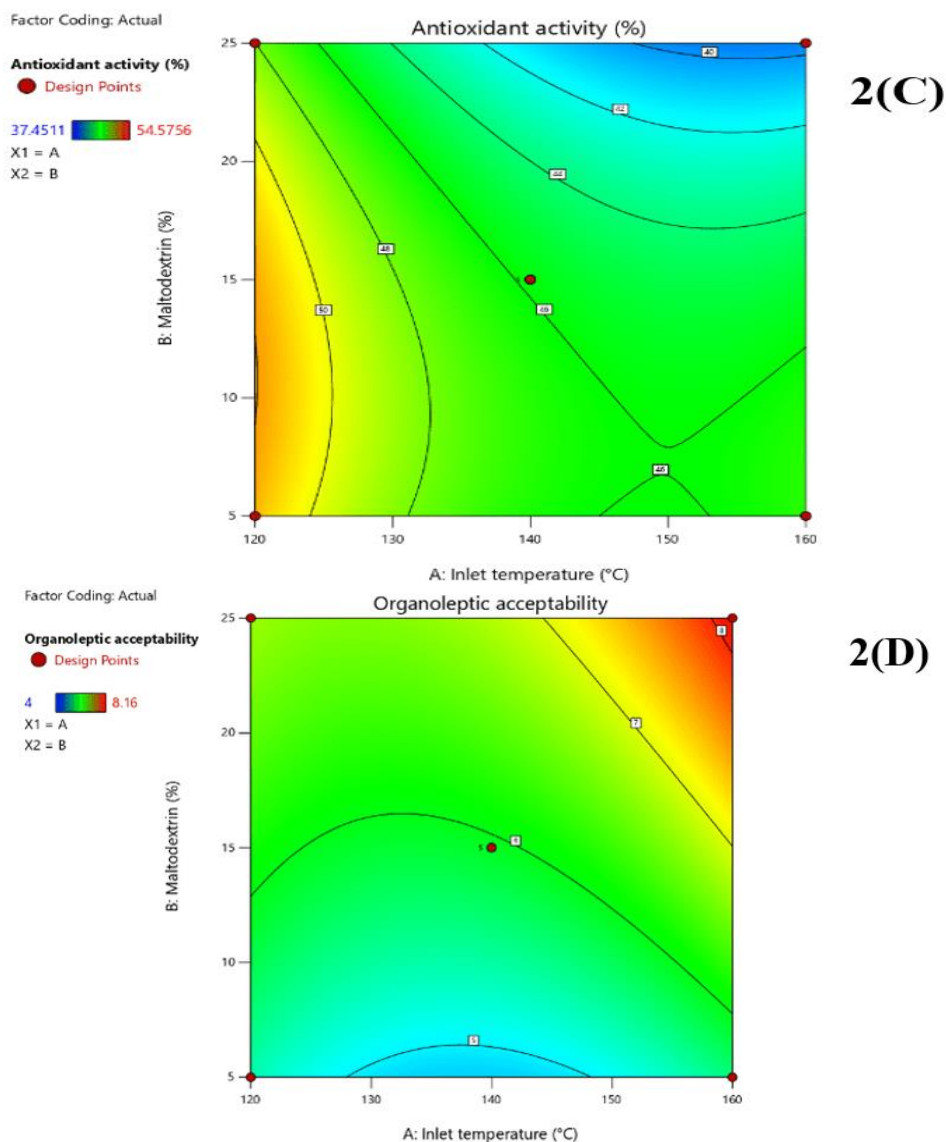 Factor Coding: Actual
Antioxidant activity (%)
Antioxidant activity (%)
Design Points
37.4511 54.5756
X1 = A
X2 = B
2(C)
B: Maltodextrin (%)
25
20
15
10
5
40
42
44
48
50
46
46
120 130 140 150 160
A: Inlet temperature (°C)
Factor Coding: Actual
Organoleptic acceptability
Organoleptic acceptability
Design Points
4 8.16
X1 = A
X2 = B
2(D)
B: Maltodextrin (%)
25
20
15
10
5
8
7
6
5
5
120 130 140 150 160
A: Inlet temperature (°C)